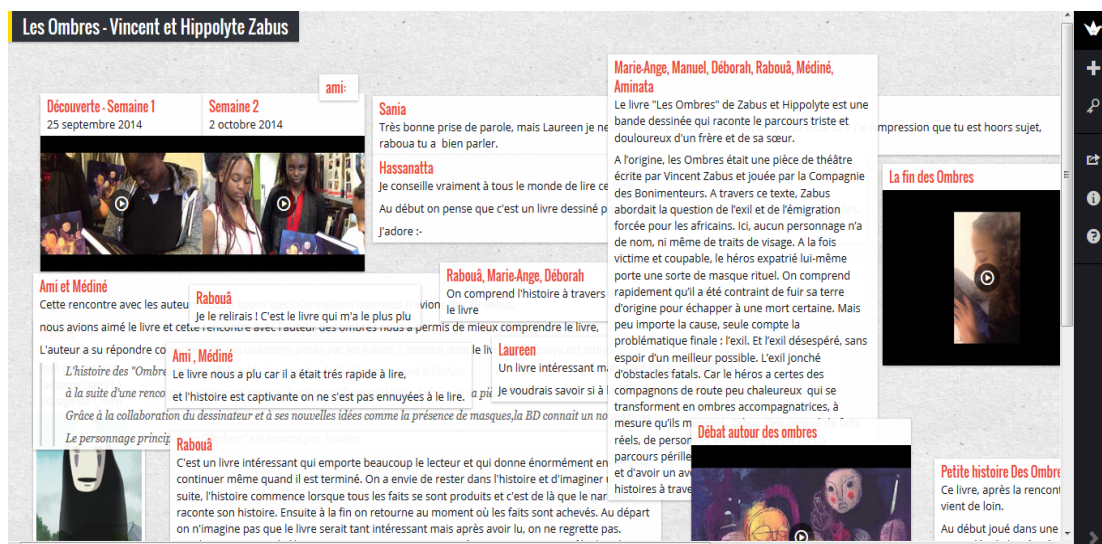 Les Ombres - Vincent et Hippolyte Zabus
ami:
Découverte - Semaine 1
25 septembre 2014
Semaine 2
2 octobre 2014
Sania
Très bonne prise de parole, mais Laureen je ne
impression que tu est hoors sujet,
raboua tu a bien parler.
Hassanatta
Je conseille vraiment à tous le monde de lire ce
Au début on pense que c'est un livre dessiné p
J'adore :-
Marie-Ange, Manuel, Déborah, Rabouâ, Médiné,
Aminata
Le livre "Les Ombres" de Zabus et Hippolyte est une
bande dessinée qui raconte le parcours triste et
douloureux d'un frère et de sa sœur.
A l'origine, les Ombres était une pièce de théâtre
écrite par Vincent Zabus et jouée par la Compagnie
des Bonimenteurs. A travers ce texte, Zabus
abordait la question de l'exil et de l'émigration
forcée pour les africains. Ici, aucun personnage n'a
de nom, ni même de traits de visage. A la fois
victime et coupable, le héros expatrié lui-même
porte une sorte de masque rituel. On comprend
rapidement qu'il a été contraint de fuir sa terre
d'origine pour échapper à une mort certaine. Mais
peu importe la cause, seule compte la
problématique finale : l'exil. Et l'exil désespéré, sans
espoir d'un meilleur possible. L'exil jonché
d'obstacles fatals. Car le héros a certes des
compagnons de route peu chaleureux qui se
transforment en ombres accompagnatrices, à
mesure qu'ils m
réels, de person
parcours pérille
et d'avoir un ave
histoires à trave
La fin des Ombres
Ami et Médiné
Cette rencontre avec les auteu
nous avions aimé le livre et cette rencontre avec l'auteur des ombres nous a permis de mieux comprendre le livre,
L'auteur a su répondre co
L'histoire des "Ombre
à la suite d'une renco
Grâce à la collaboration du dessinateur et à ses nouvelles idées comme la présence de masques,la BD connait un no
Le personnage princip
Rabouâ
Je le relirais ! C'est le livre qui m'a le plus plu
Rabouâ, Marie-Ange, Déborah
On comprend l'histoire à travers
le livre
Ami , Médiné
Le livre nous a plu car il a était trés rapide à lire,
et l'histoire est captivante on ne s'est pas ennuyées à le lire.
Laureen
Un livre intéressant ma
Je voudrais savoir si à l
Rabouâ
C'est un livre intéressant qui emporte beaucoup le lecteur et qui donne énormément en
continuer même quand il est terminé. On a envie de rester dans l'histoire et d'imaginer
suite, l'histoire commence lorsque tous les faits se sont produits et c'est de là que le nar
raconte son histoire. Ensuite à la fin on retourne au moment où les faits sont achevés. Au départ
on n'imagine pas que le livre serait tant intéressant mais après avoir lu, on ne regrette pas.
Débat autour des ombres
Petite histoire Des Ombre
Ce livre, après la rencont
vient de loin.
Au début joué dans une